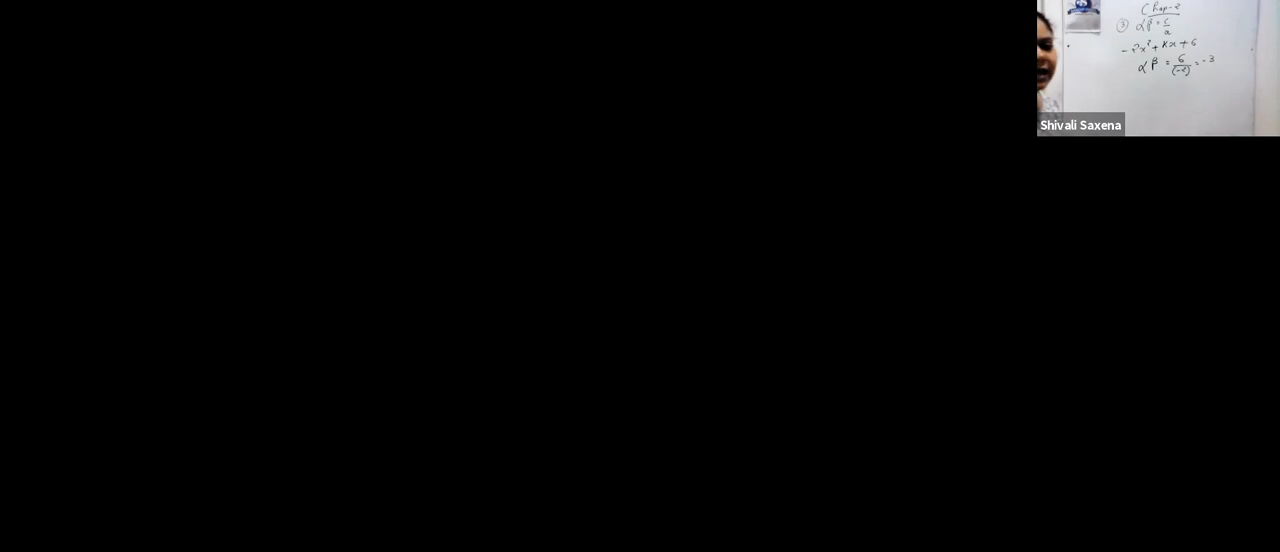 Chap-2
③ αβ = c/a
-2x² + kx + 6
αβ = 6/(-2) = -3
Shivali Saxena